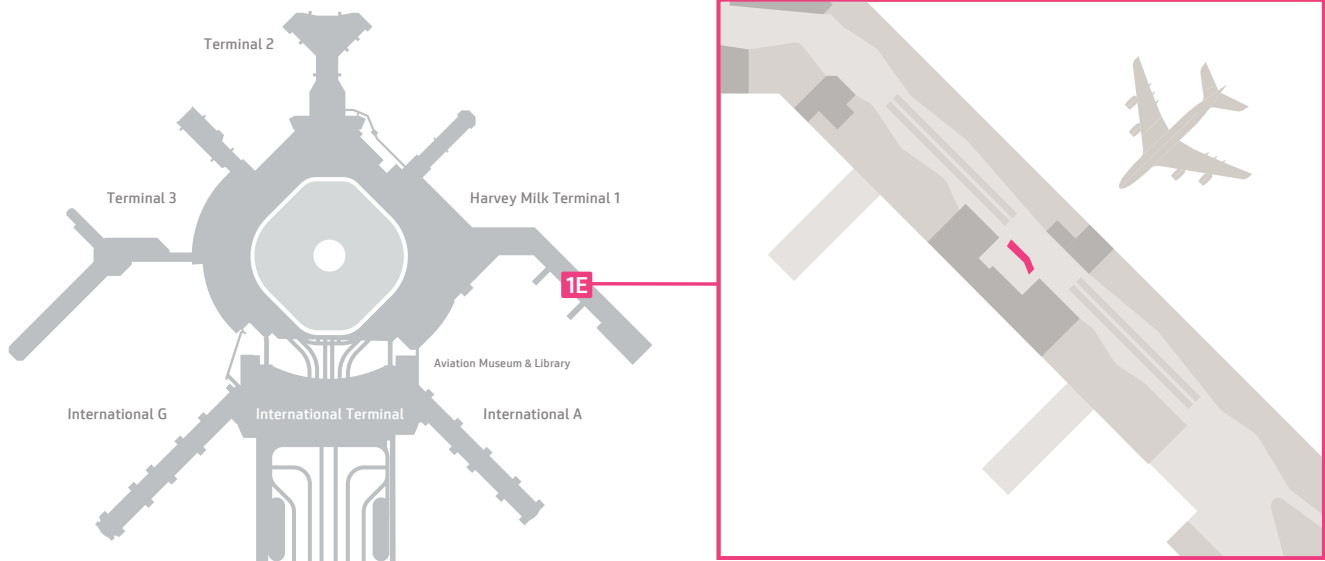 Terminal 2
Terminal 3
Harvey Milk Terminal 1
1E
Aviation Museum & Library
International G
International Terminal
International A